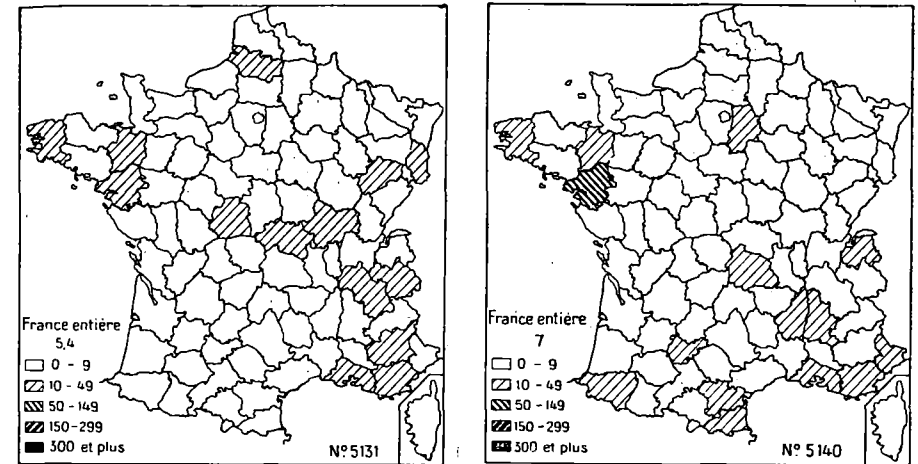 France entière
5,4
0 - 9
10 - 49
50 - 149
150 - 299
300 et plus
N° 5131
France entière
7
0 - 9
10 - 49
50 - 149
150 - 299
300 et plus
N° 5140